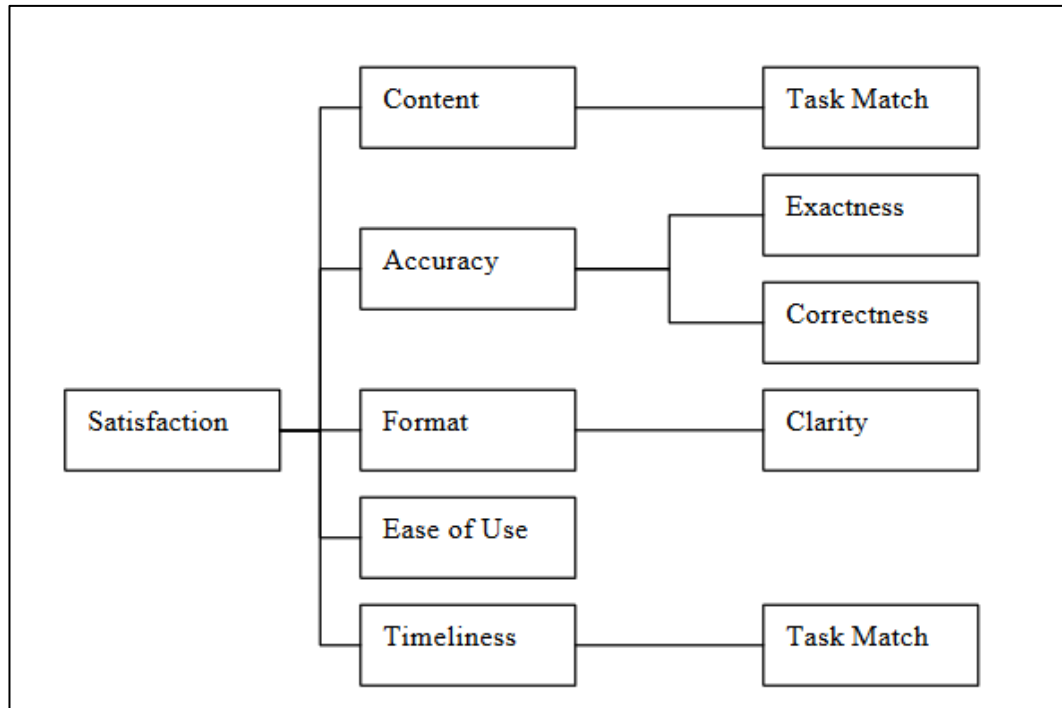 Content
Task Match
Exactness
Accuracy
Correctness
Satisfaction
Format
Clarity
Ease of Use
Timeliness
Task Match